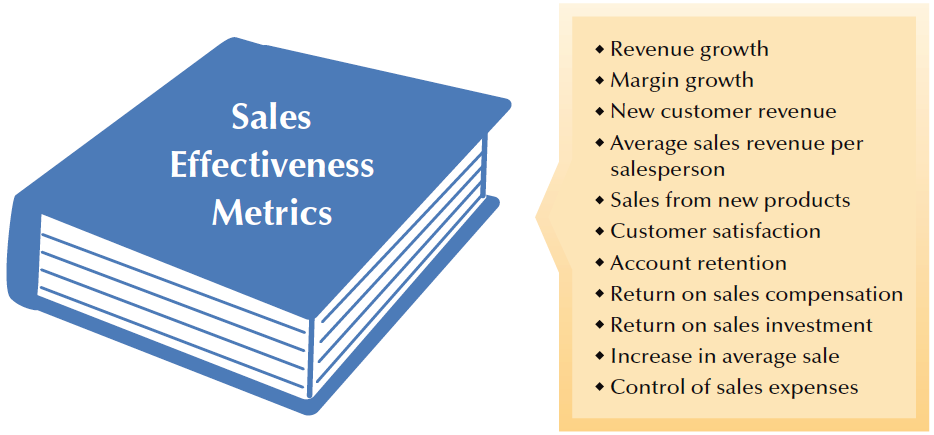 Sales
Effectiveness
Metrics
◆ Revenue growth
◆ Margin growth
◆ New customer revenue
◆ Average sales revenue per
salesperson
◆ Sales from new products
◆ Customer satisfaction
◆ Account retention
◆ Return on sales compensation
◆ Return on sales investment
◆ Increase in average sale
◆ Control of sales expenses